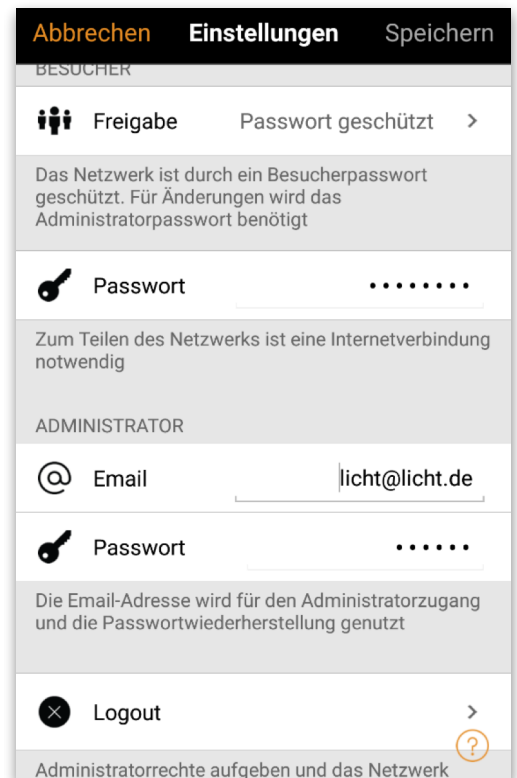 Abbrechen Einstellungen Speichern
BESUCHER
Freigabe Passwort geschützt >
Das Netzwerk ist durch ein Besucherpasswort
geschützt. Für Änderungen wird das
Administratorpasswort benötigt
Passwort ••••••••
Zum Teilen des Netzwerks ist eine Internetverbindung
notwendig
ADMINISTRATOR
Email licht@licht.de
Passwort ••••••
Die Email-Adresse wird für den Administratorzugang
und die Passwortwiederherstellung genutzt
Logout >
?
Administratorrechte aufgeben und das Netzwerk